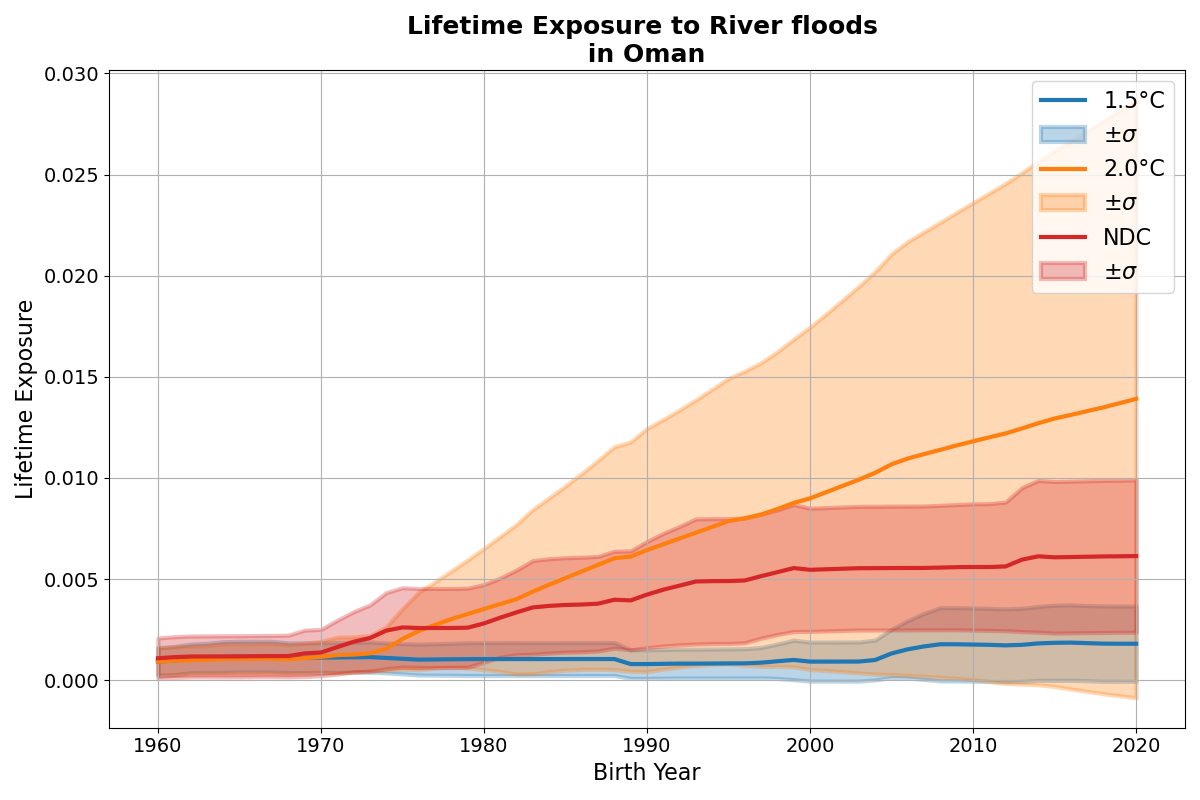 Lifetime Exposure to River floods
in Oman
0.030
0.025
0.020
0.015
0.010
0.005
0.000
Lifetime Exposure
1960
1970
1980
1990
2000
2010
2020
Birth Year
1.5°C
±σ
2.0°C
±σ
NDC
±σ